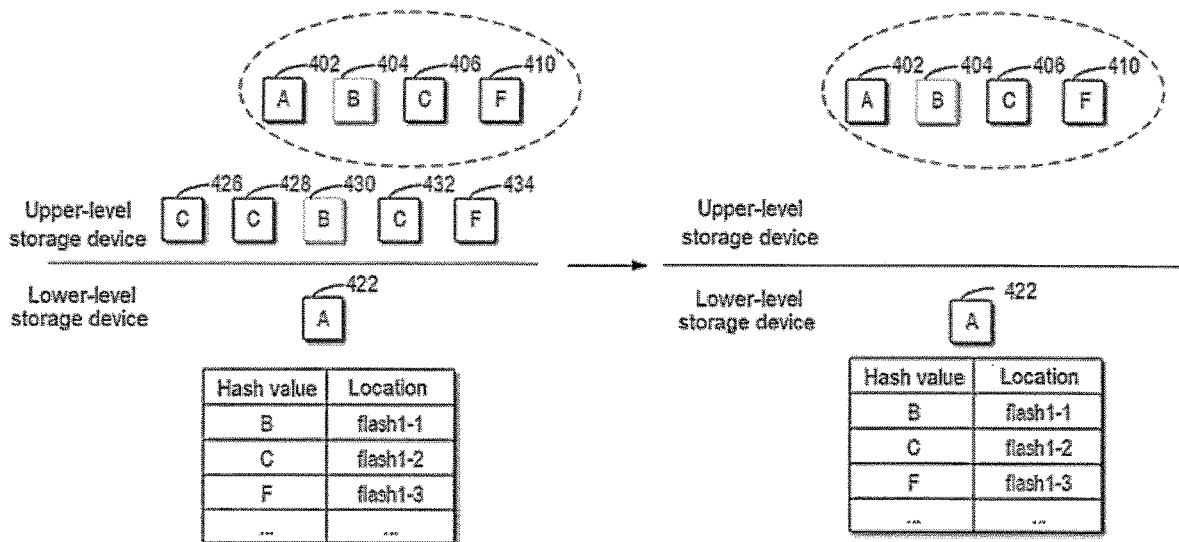 402 404 406 410
A B C F
426 428 430 432 434
Upper-level
storage device
C C B C F
Lower-level
storage device
422
A
Hash value Location
B flash1-1
C flash1-2
F flash1-3
... ...
402 404 406 410
A B C F
Upper-level
storage device
Lower-level
storage device
422
A
Hash value Location
B flash1-1
C flash1-2
F flash1-3
... ...